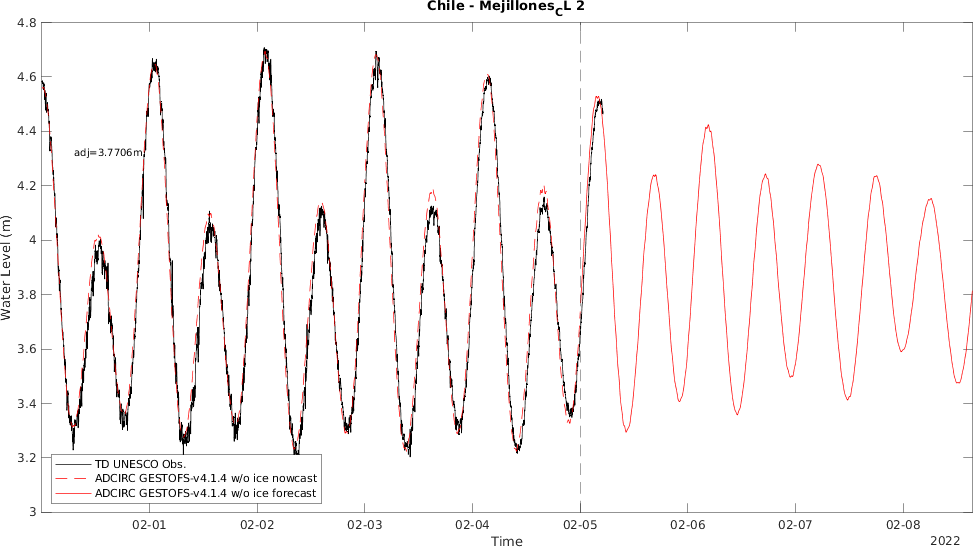 Chile - Mejillones_CL 2
4.8
4.6
4.4
4.2
4
3.8
3.6
3.4
3.2
3
Water Level (m)
adj=3.7706m
TD UNESCO Obs.
ADCIRC GESTOFS-v4.1.4 w/o ice nowcast
ADCIRC GESTOFS-v4.1.4 w/o ice forecast
02-01 02-02 02-03 02-04 02-05 02-06 02-07 02-08
Time
2022